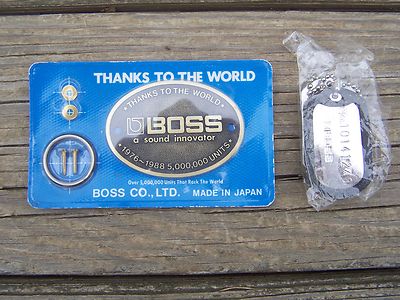 THANKS TO THE WORLD
THANKS TO THE WORLD
BOSS
a sound innovator
1976-1988 5,000,000 UNITS
Over 5,000,000 Units That Rock The World
BOSS CO., LTD. MADE IN JAPAN